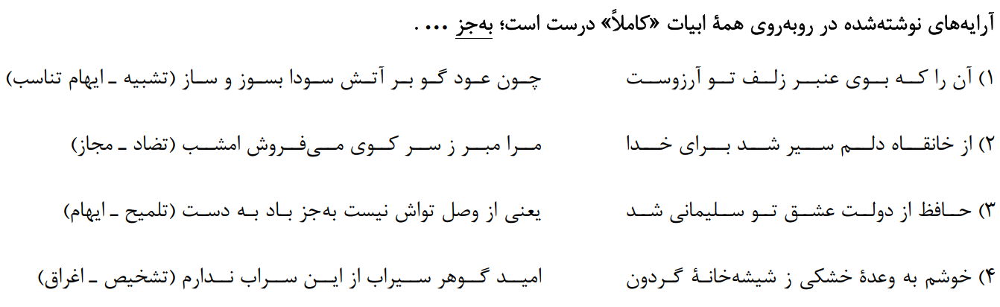 آرایه‌های نوشته‌شده در روبه‌روی همهٔ ابیات «کاملاً» درست است؛ به‌جز ... .
۱) آن را که بوی عنبر زلف تو آرزوست چون عود گو بر آتش سودا بسوز و ساز (تشبیه ـ ایهام تناسب)
۲) از خانقاه دلم سیر شد برای خدا مرا مبر ز سر کوی می‌فروش امشب (تضاد ـ مجاز)
۳) حافظ از دولت عشق تو سلیمانی شد یعنی از وصل تواش نیست به‌جز باد به دست (تلمیح ـ ایهام)
۴) خوشم به وعدهٔ خشکی ز شیشه‌خانهٔ گردون امید گوهر سیراب از این سراب ندارم (تشخیص ـ اغراق)